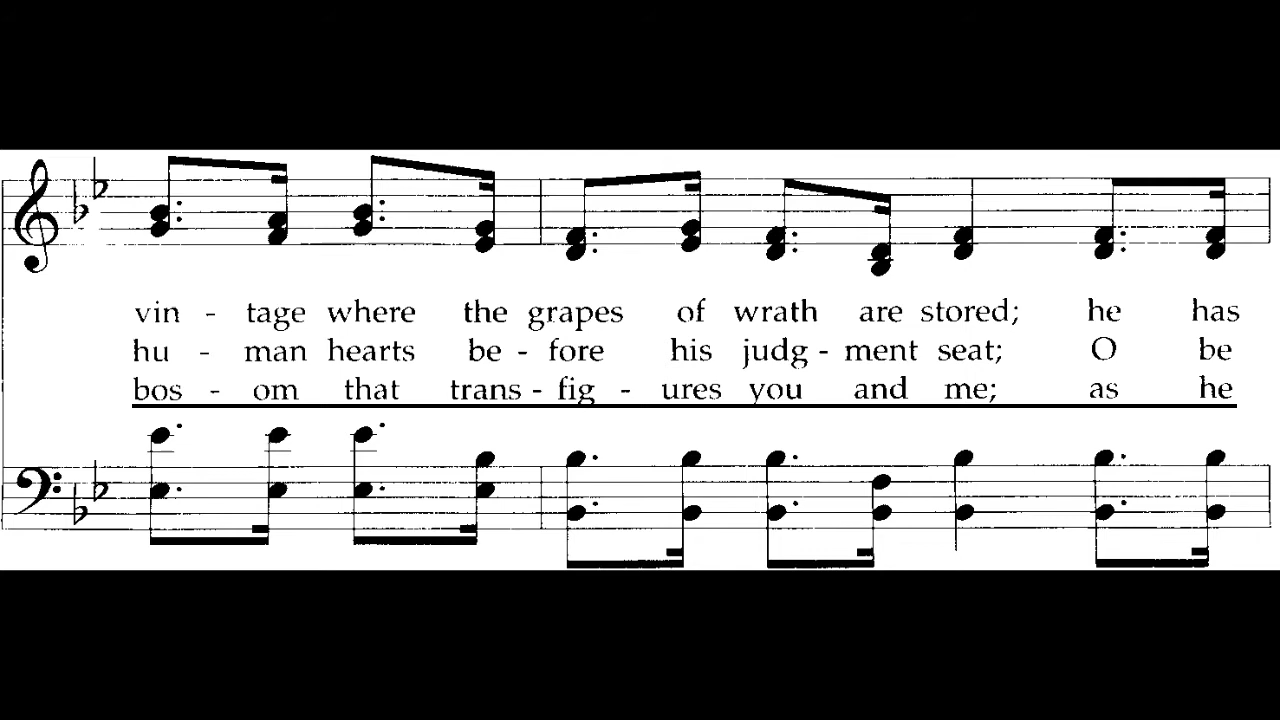 vin - tage where the grapes of wrath are stored; he has
hu - man hearts be - fore his judg - ment seat; O be
bos - om that trans - fig - ures you and me; as he